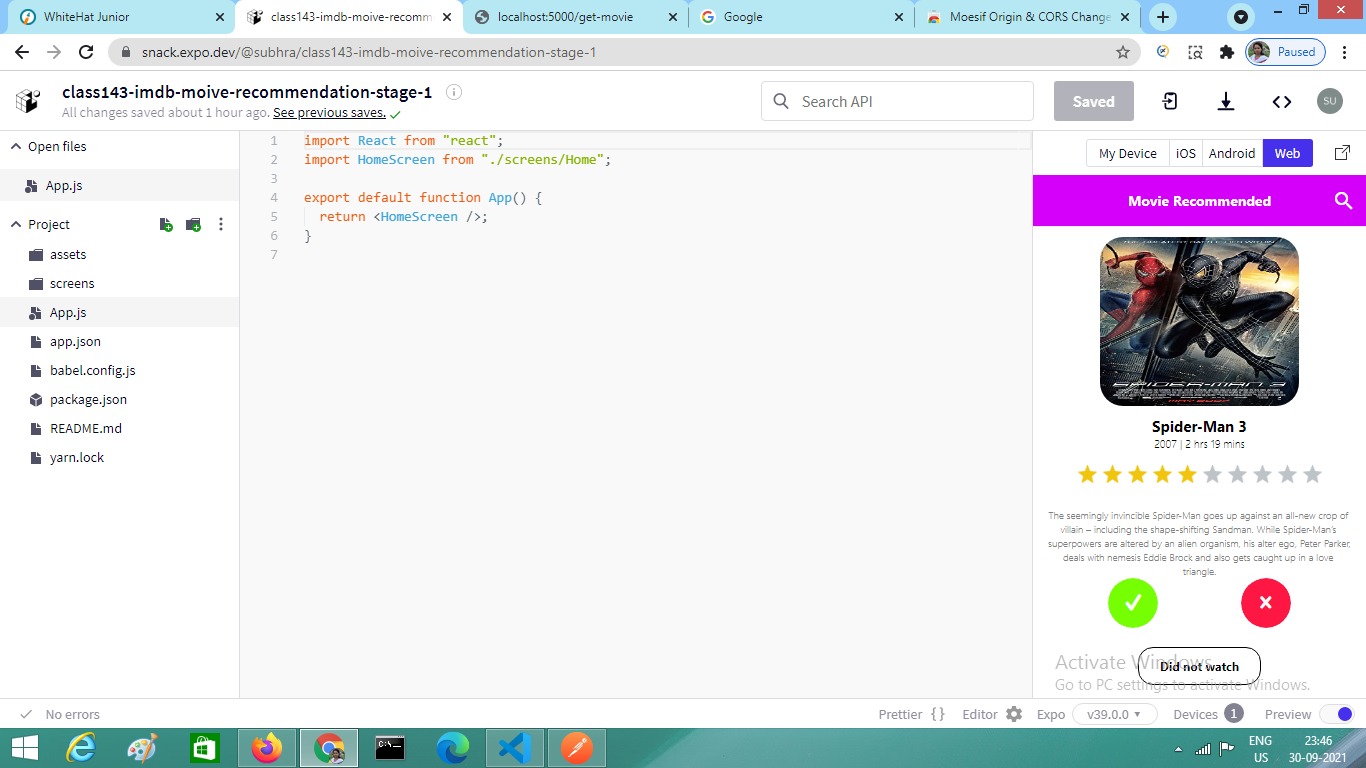 WhiteHat Junior
class143-imdb-moive-recomm
localhost:5000/get-movie
Google
Moesif Origin & CORS Change
snack.expo.dev/@subhra/class143-imdb-moive-recommendation-stage-1
Paused
class143-imdb-moive-recommendation-stage-1
All changes saved about 1 hour ago. See previous saves.
Search API
Saved
SU
Open files
App.js
Project
assets
screens
App.js
app.json
babel.config.js
package.json
README.md
yarn.lock
1 import React from "react";
2 import HomeScreen from "./screens/Home";
3
4 export default function App() {
5 return <HomeScreen />;
6 }
7
My Device
iOS
Android
Web
Movie Recommended
SPIDER-MAN 3
Spider-Man 3
2007 | 2 hrs 19 mins
The seemingly invincible Spider-Man goes up against an all-new crop of
villain – including the shape-shifting Sandman. While Spider-Man's
superpowers are altered by an alien organism, his alter ego, Peter Parker,
deals with nemesis Eddie Brock and also gets caught up in a love
triangle.
Did not watch
Activate Windows
Go to PC settings to activate Windows.
No errors
Prettier { }
Editor
Expo
v39.0.0
Devices 1
Preview
C:\_
ENG
US
23:46
30-09-2021